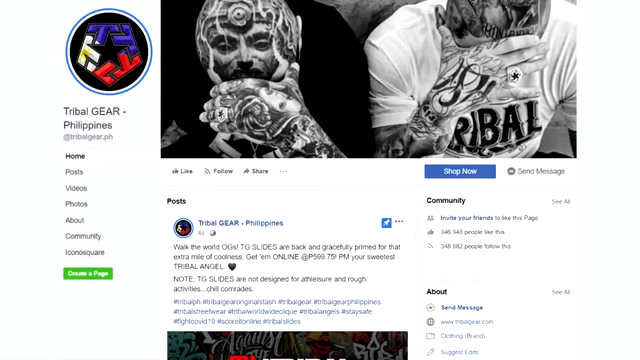 Tribal GEAR -
Philippines
@tribalgear.ph
Home
Posts
Videos
Photos
About
Community
Iconosquare
Create a Page
TRIBAL
Like
Follow
Share
Shop Now
Send Message
Posts
Tribal GEAR - Philippines
4d
Walk the world OGs! TG SLIDES are back and gracefully primed for that
extra mile of coolness. Get 'em ONLINE @P599.75! PM your sweetest
TRIBAL ANGEL.
NOTE: TG SLIDES are not designed for athleisure and rough
activities...chill comrades.
#tribalph #tribalgearoriginalstash #tribalgear #tribalgearphilippines
#tribalstreetwear #tribalworldwideclique #tribalangels #staysafe
#fightcovid19 #scoreitonline #tribalslides
Against
Community
See All
Invite your friends to like this Page
346 948 people like this
348 882 people follow this
About
See All
Send Message
www.tribalgear.com
Clothing (Brand)
Suggest Edits